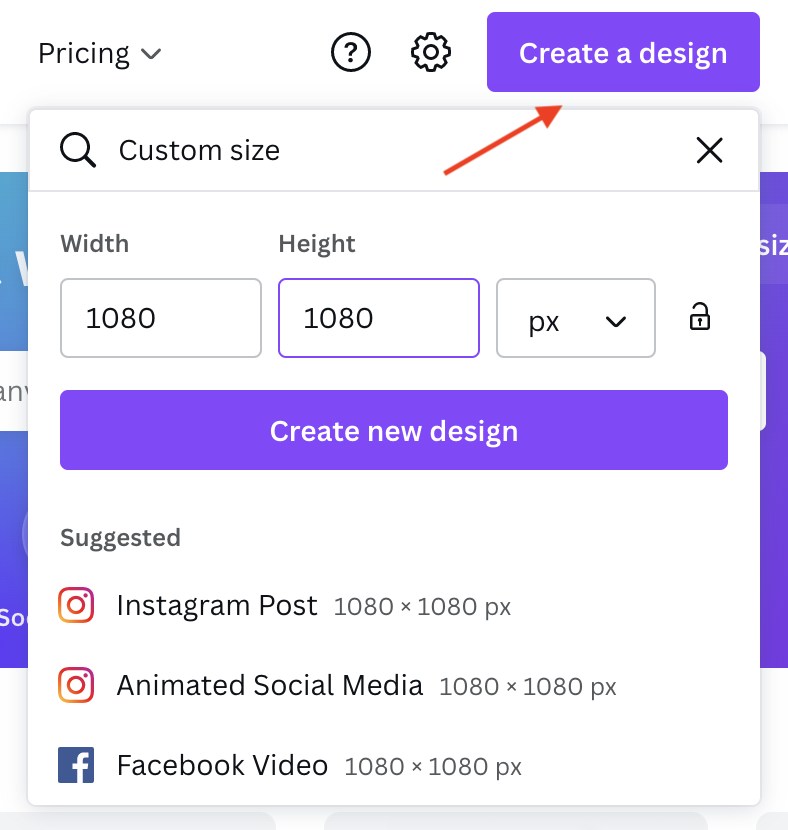 Pricing
Create a design
Custom size
Width Height
1080 1080 px
Create new design
Suggested
Instagram Post 1080 × 1080 px
Animated Social Media 1080 × 1080 px
Facebook Video 1080 × 1080 px